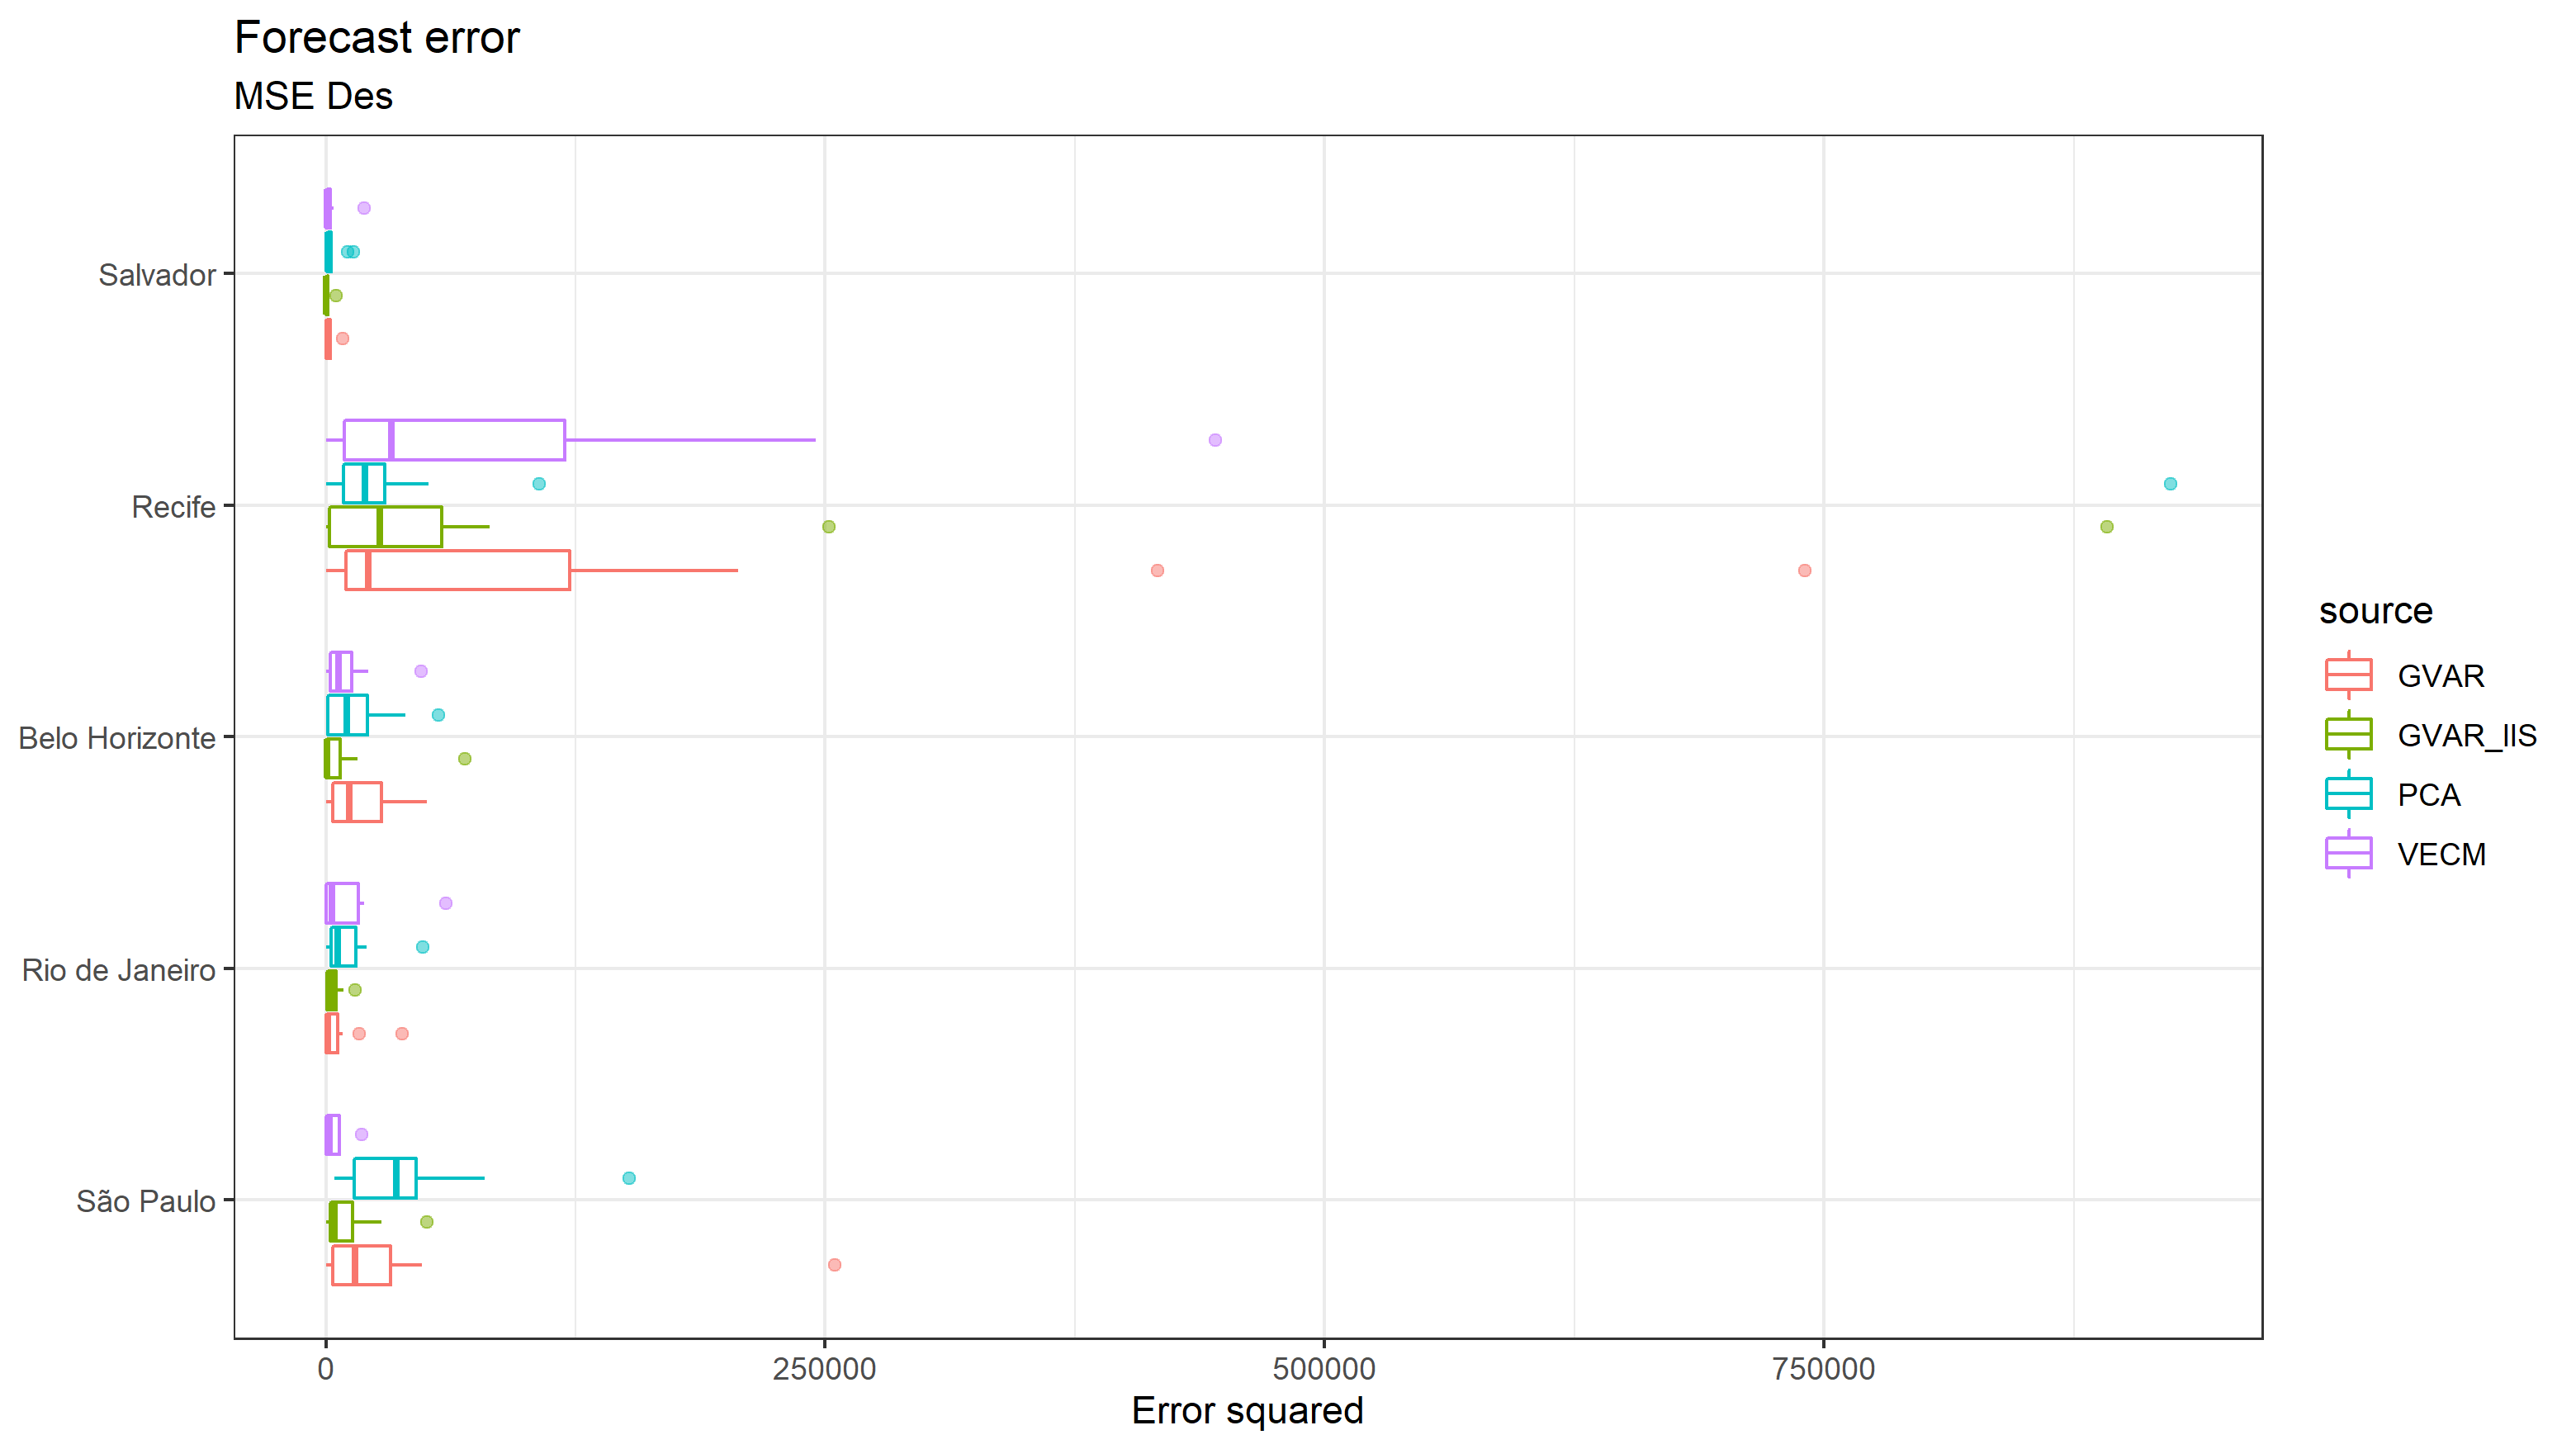 Forecast error
MSE Des
Salvador
Recife
Belo Horizonte
Rio de Janeiro
São Paulo
0
250000
500000
750000
Error squared
source
GVAR
GVAR_IIS
PCA
VECM